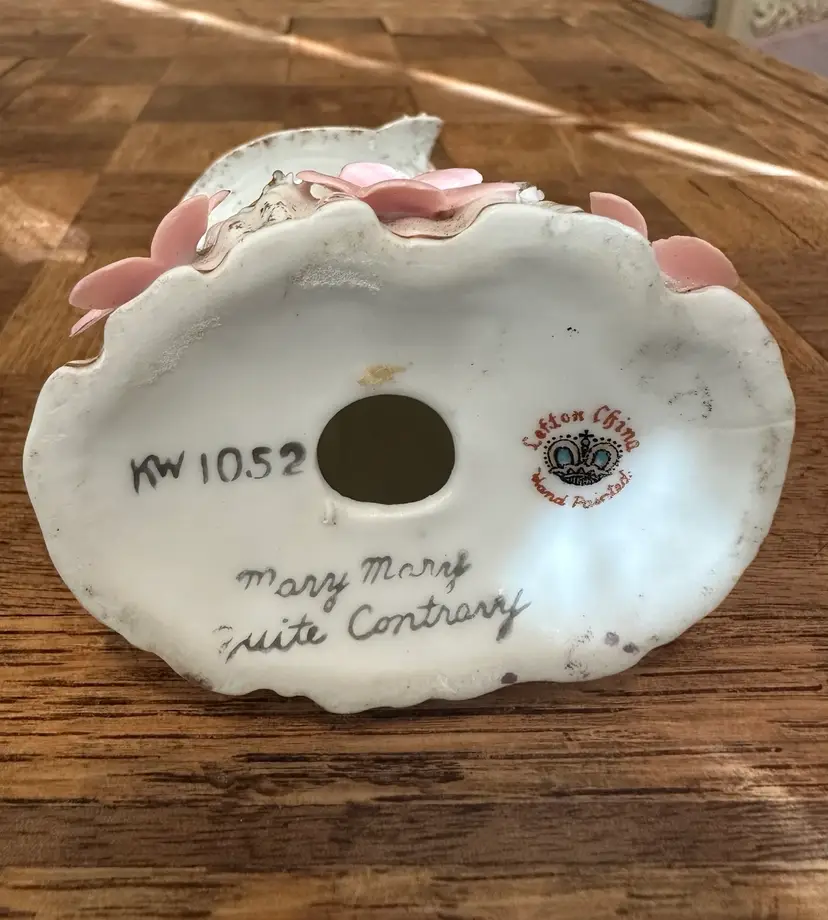 Lefton China
Hand Painted
KW 1052
Mary Mary
Quite Contrary